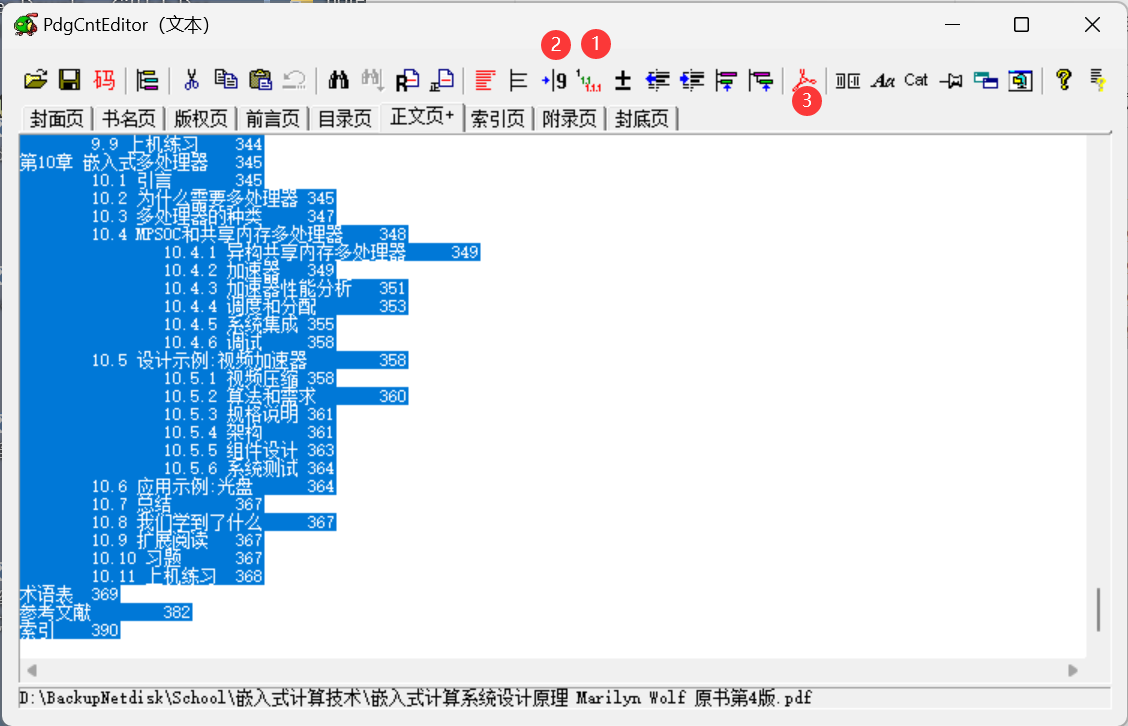 PdgCntEditor（文本）
2 1
码 9 Aa Cat
3
封面页 书名页 版权页 前言页 目录页 正文页+ 索引页 附录页 封底页
9.9 上机练习 344
第10章 嵌入式多处理器 345
10.1 引言 345
10.2 为什么需要多处理器 345
10.3 多处理器的种类 347
10.4 MPSOC和共享内存多处理器 348
10.4.1 异构共享内存多处理器 349
10.4.2 加速器 349
10.4.3 加速器性能分析 351
10.4.4 调度和分配 353
10.4.5 系统集成 355
10.4.6 调试 358
10.5 设计示例:视频加速器 358
10.5.1 视频压缩 358
10.5.2 算法和需求 360
10.5.3 规格说明 361
10.5.4 架构 361
10.5.5 组件设计 363
10.5.6 系统测试 364
10.6 应用示例:光盘 364
10.7 总结 367
10.8 我们学到了什么 367
10.9 扩展阅读 367
10.10 习题 367
10.11 上机练习 368
术语表 369
参考文献 382
索引 390
D:\BackupNetdisk\School\嵌入式计算技术\嵌入式计算系统设计原理 Marilyn Wolf 原书第4版.pdf